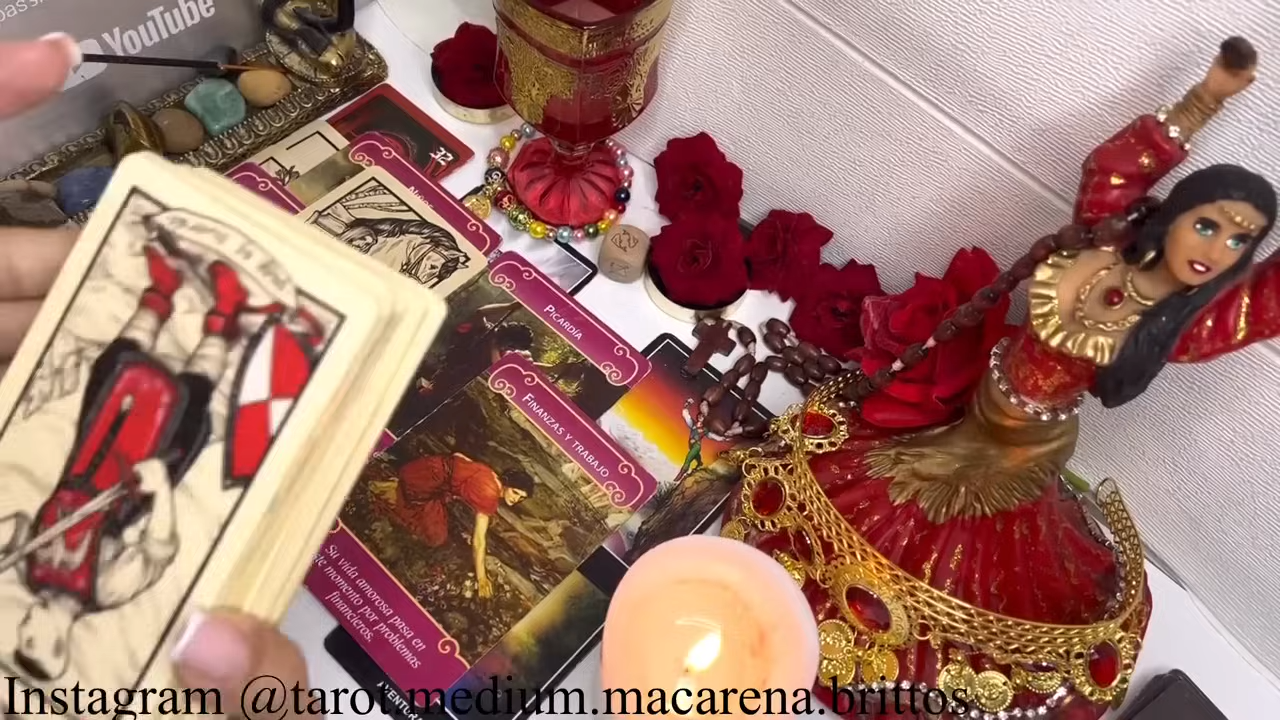 YouTube
32
PICARDÍA
FINANZAS Y TRABAJO
Su vida amorosa pasa en
este momento por problemas
financieros.
Instagram @tarot.medium.macarena.brittos